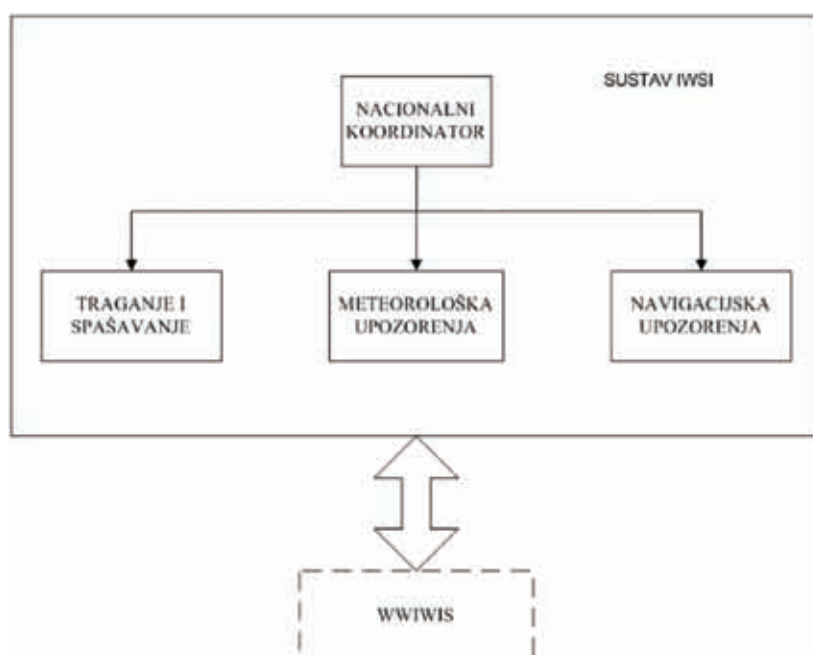 SUSTAV IWSI
NACIONALNI
KOORDINATOR
TRAGANJE I
SPAŠAVANJE
METEOROLOŠKA
UPOZORENJA
NAVIGACIJSKA
UPOZORENJA
WWIWIS